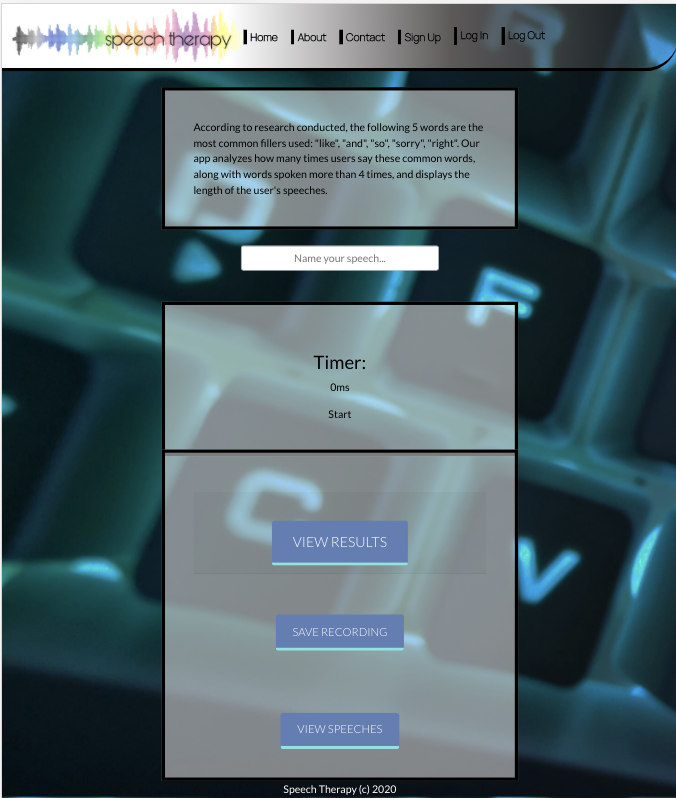 speech therapy
Home About Contact Sign Up Log In Log Out
According to research conducted, the following 5 words are the
most common fillers used: "like", "and", "so", "sorry", "right". Our
app analyzes how many times users say these common words,
along with words spoken more than 4 times, and displays the
length of the user's speeches.
Name your speech...
F
Timer:
0ms
Start
C
VIEW RESULTS
V
SAVE RECORDING
VIEW SPEECHES
Speech Therapy (c) 2020